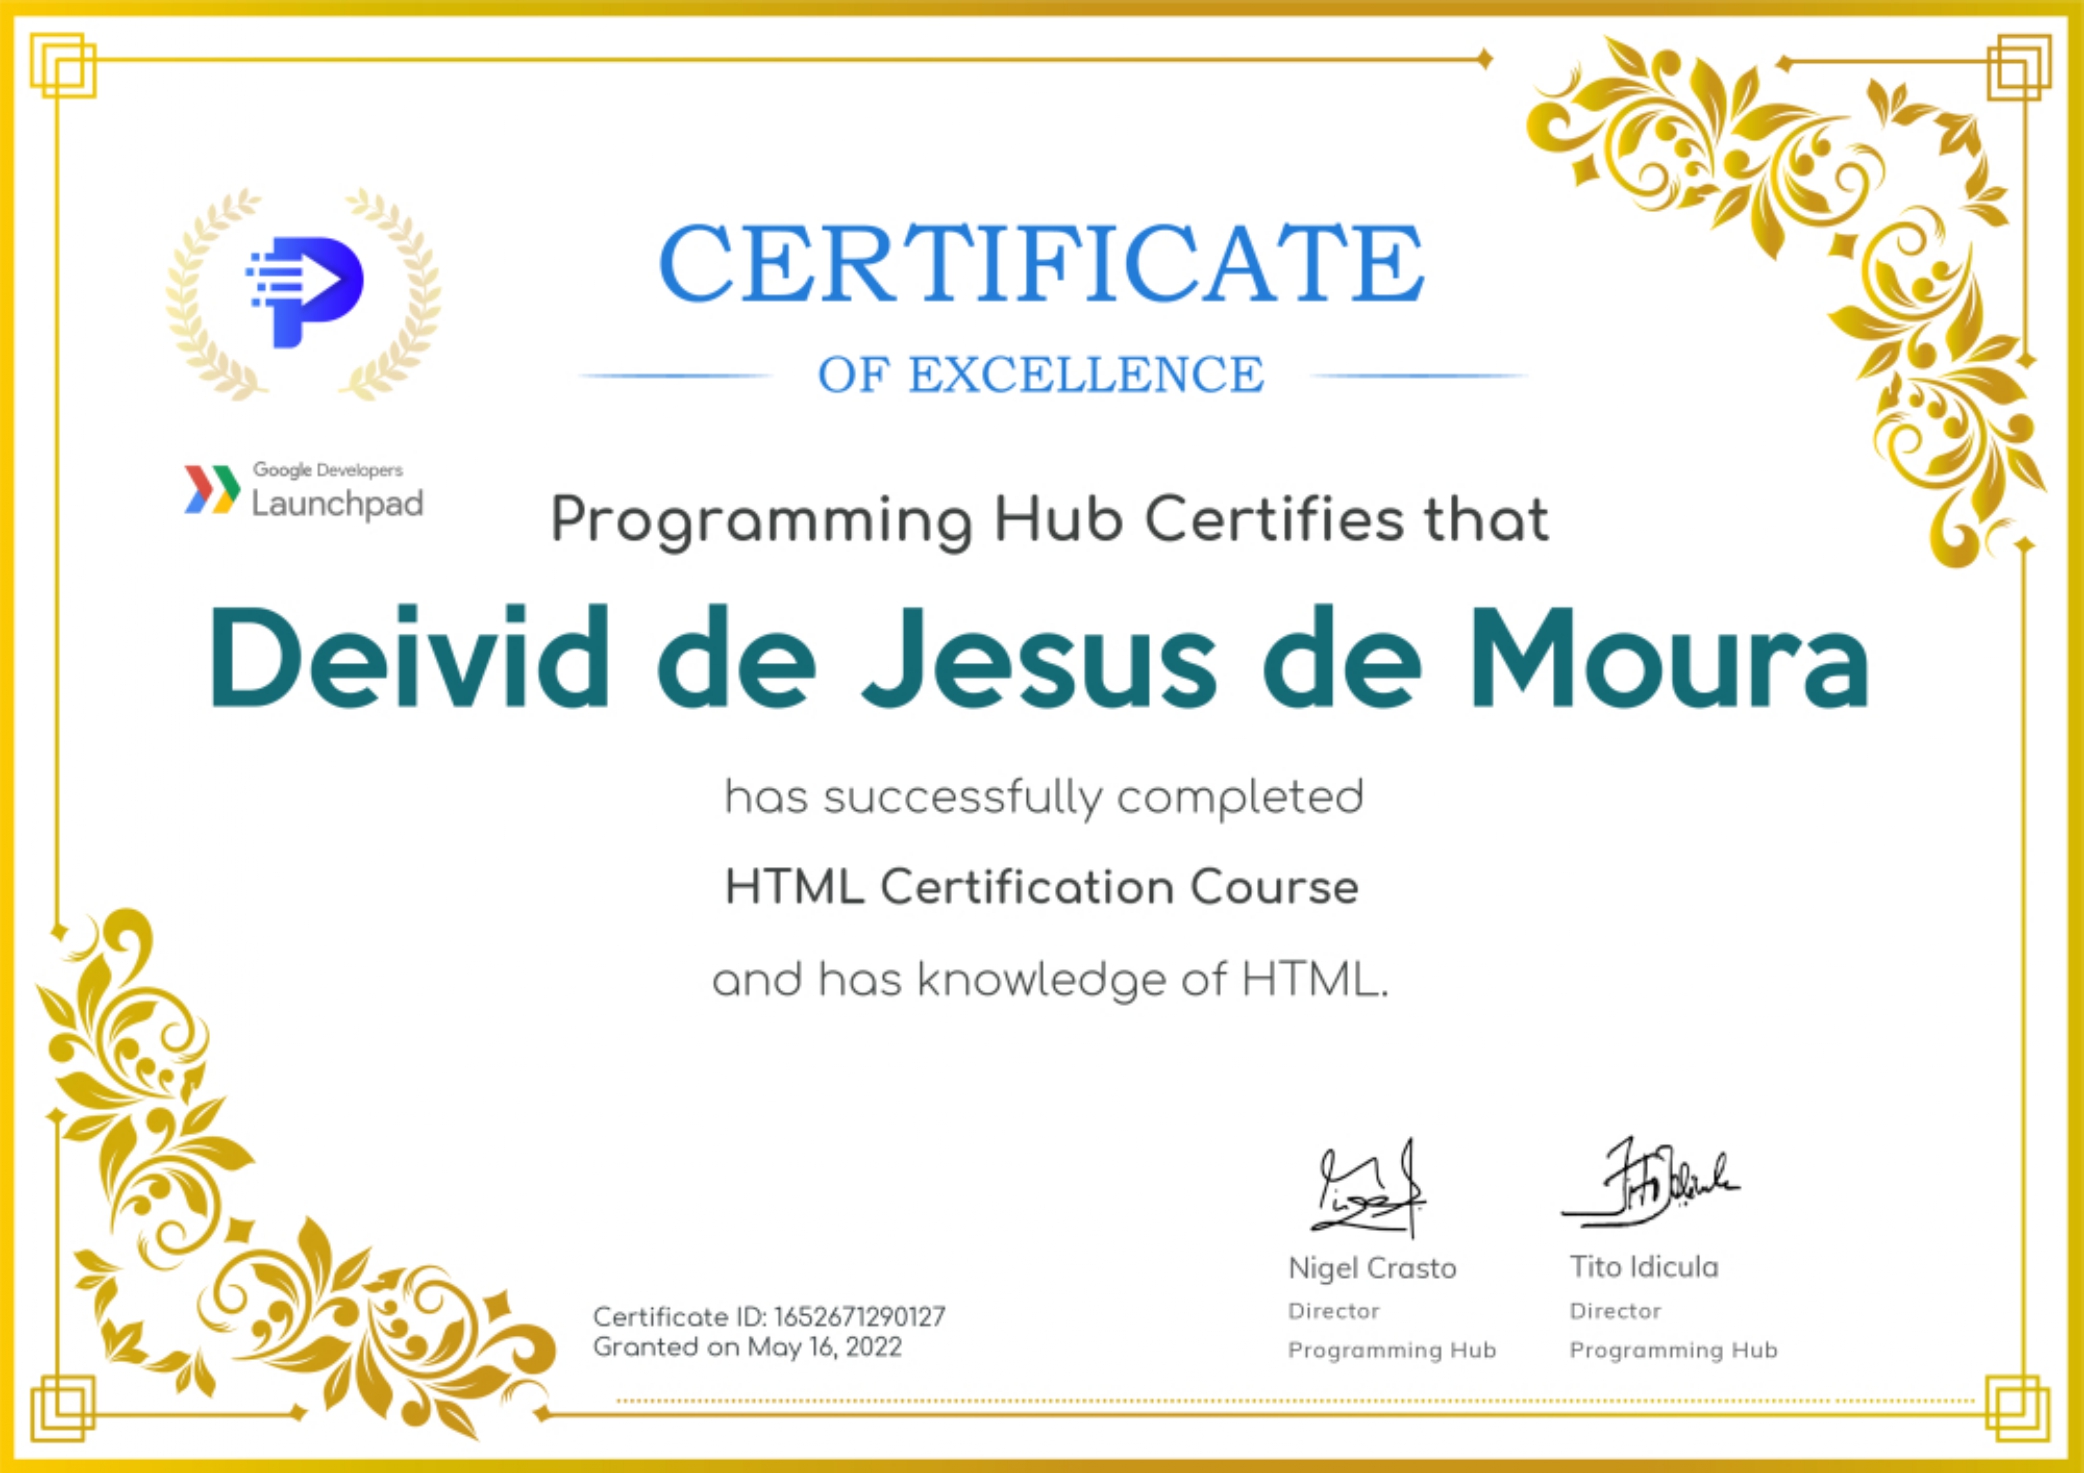 CERTIFICATE
OF EXCELLENCE
Google Developers
Launchpad
Programming Hub Certifies that
Deivid de Jesus de Moura
has successfully completed
HTML Certification Course
and has knowledge of HTML.
Certificate ID: 1652671290127
Granted on May 16, 2022
Nigel Crasto
Director
Programming Hub
Tito Idicula
Director
Programming Hub